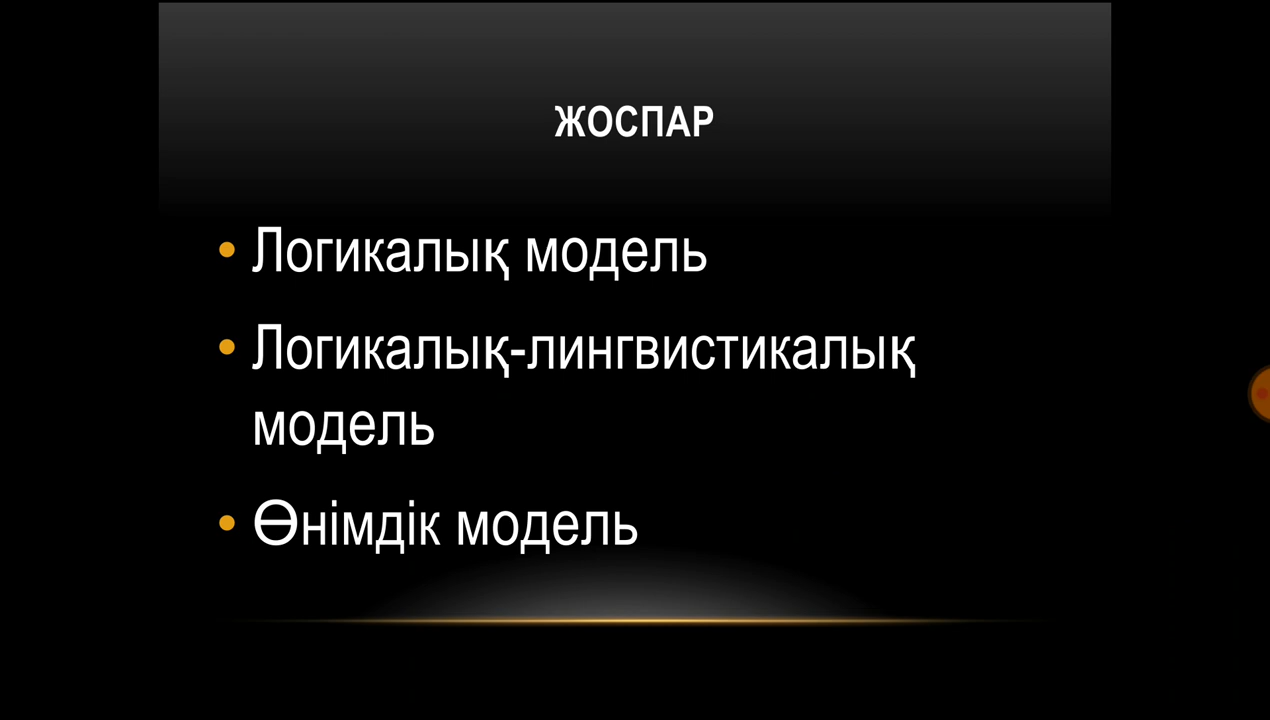 ЖОСПАР
• Логикалық модель
• Логикалық-лингвистикалық
модель
• Өнімдік модель